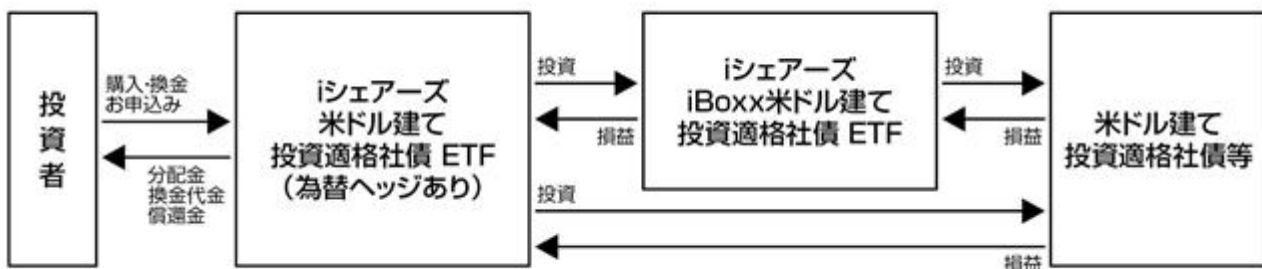 投資者
購入・換金
お申込み
分配金
換金代金
償還金
iシェアーズ
米ドル建て
投資適格社債 ETF
（為替ヘッジあり）
投資
損益
iシェアーズ
iBoxx米ドル建て
投資適格社債 ETF
投資
損益
投資
損益
米ドル建て
投資適格社債等